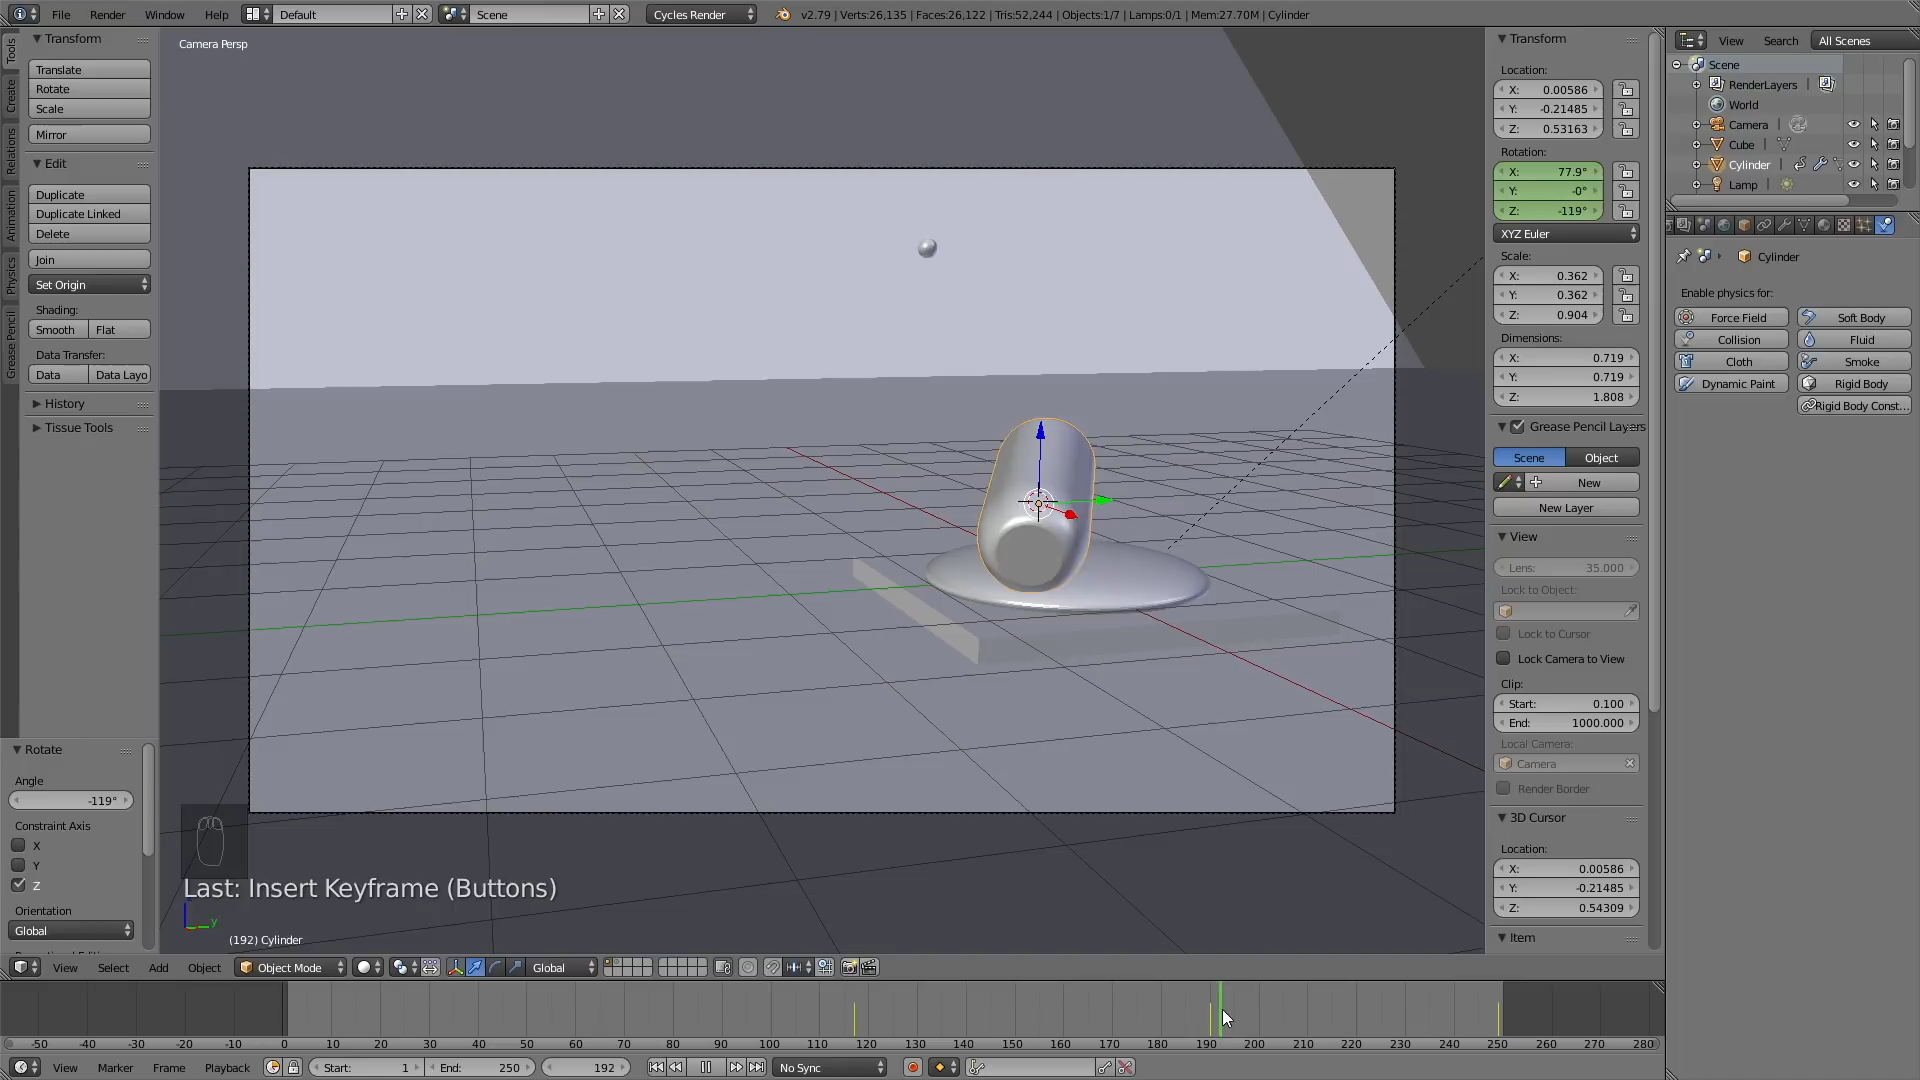 File Render Window Help Default Scene Cycles Render v2.79 | Verts:26,135 | Faces:26,122 | Tris:52,244 | Objects:1/7 | Lamps:0/1 | Mem:27.70M | Cylinder
Tools
Create
Relations
Animation
Physics
Grease Pencil
Transform
Translate
Rotate
Scale
Mirror
Edit
Duplicate
Duplicate Linked
Delete
Join
Set Origin
Shading:
Smooth Flat
Data Transfer:
Data Data Layo
History
Tissue Tools
Rotate
Angle
-119°
Constraint Axis
X
Y
Z
Orientation
Global
Camera Persp
Last: Insert Keyframe (Buttons)
y
(192) Cylinder
Transform
Location:
X: 0.00586
Y: -0.21485
Z: 0.53163
Rotation:
X: 77.9°
Y: -0°
Z: -119°
XYZ Euler
Scale:
X: 0.362
Y: 0.362
Z: 0.904
Dimensions:
X: 0.719
Y: 0.719
Z: 1.808
Grease Pencil Layers
Scene Object
New
New Layer
View
Lens: 35.000
Lock to Object:
Lock to Cursor
Lock Camera to View
Clip:
Start: 0.100
End: 1000.000
Local Camera:
Camera
Render Border
3D Cursor
Location:
X: 0.00586
Y: -0.21485
Z: 0.54309
Item
View Search All Scenes
Scene
RenderLayers
World
Camera
Cube
Cylinder
Lamp
Cylinder
Enable physics for:
Force Field Soft Body
Collision Fluid
Cloth Smoke
Dynamic Paint Rigid Body
Rigid Body Const...
View Select Add Object Object Mode Global
-50 -40 -30 -20 -10 0 10 20 30 40 50 60 70 80 90 100 110 120 130 140 150 160 170 180 190 200 210 220 230 240 250 260 270 280
View Marker Frame Playback Start: 1 End: 250 192 No Sync